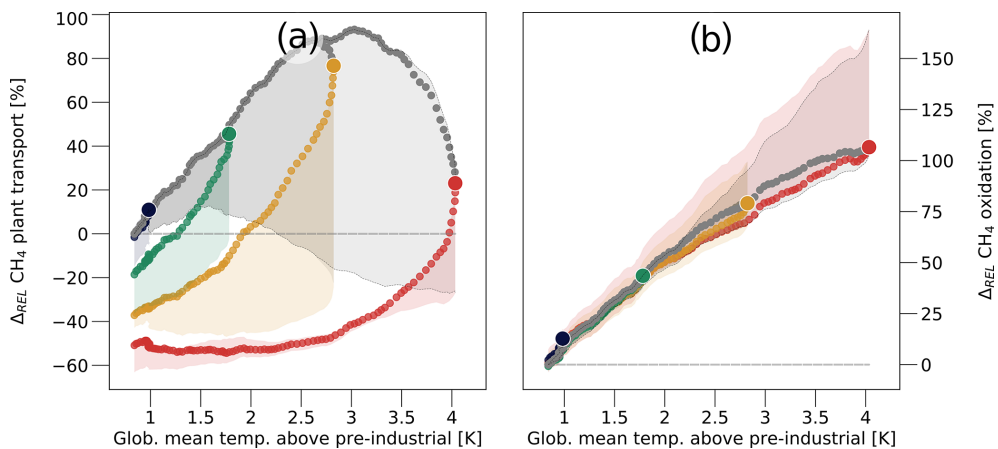 (a)
100
80
60
40
20
0
−20
−40
−60
Δ_REL CH₄ plant transport [%]
1 1.5 2 2.5 3 3.5 4
Glob. mean temp. above pre-industrial [K]
(b)
150
125
100
75
50
25
0
Δ_REL CH₄ oxidation [%]
1 1.5 2 2.5 3 3.5 4
Glob. mean temp. above pre-industrial [K]